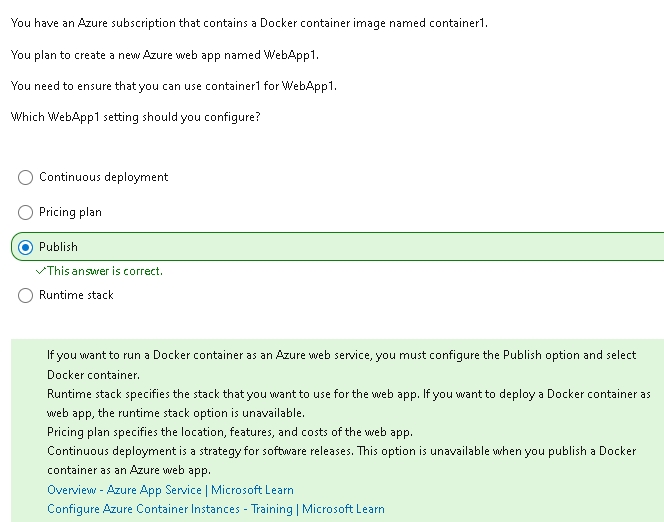 You have an Azure subscription that contains a Docker container image named container1.
You plan to create a new Azure web app named WebApp1.
You need to ensure that you can use container1 for WebApp1.
Which WebApp1 setting should you configure?
Continuous deployment
Pricing plan
Publish
✓This answer is correct.
Runtime stack
If you want to run a Docker container as an Azure web service, you must configure the Publish option and select
Docker container.
Runtime stack specifies the stack that you want to use for the web app. If you want to deploy a Docker container as
web app, the runtime stack option is unavailable.
Pricing plan specifies the location, features, and costs of the web app.
Continuous deployment is a strategy for software releases. This option is unavailable when you publish a Docker
container as an Azure web app.
Overview - Azure App Service | Microsoft Learn
Configure Azure Container Instances - Training | Microsoft Learn